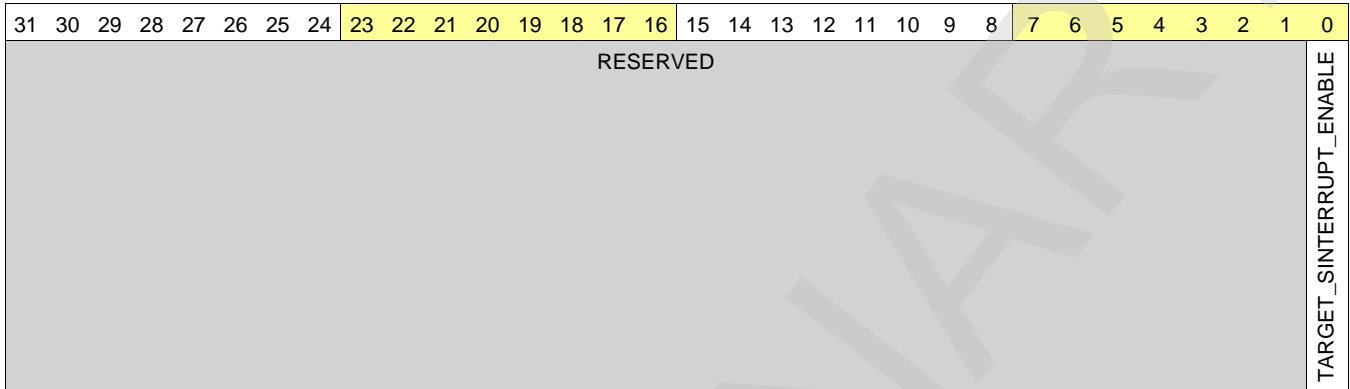 31 30 29 28 27 26 25 24 23 22 21 20 19 18 17 16 15 14 13 12 11 10 9 8 7 6 5 4 3 2 1 0
RESERVED
TARGET_SINTERRUPT_ENABLE